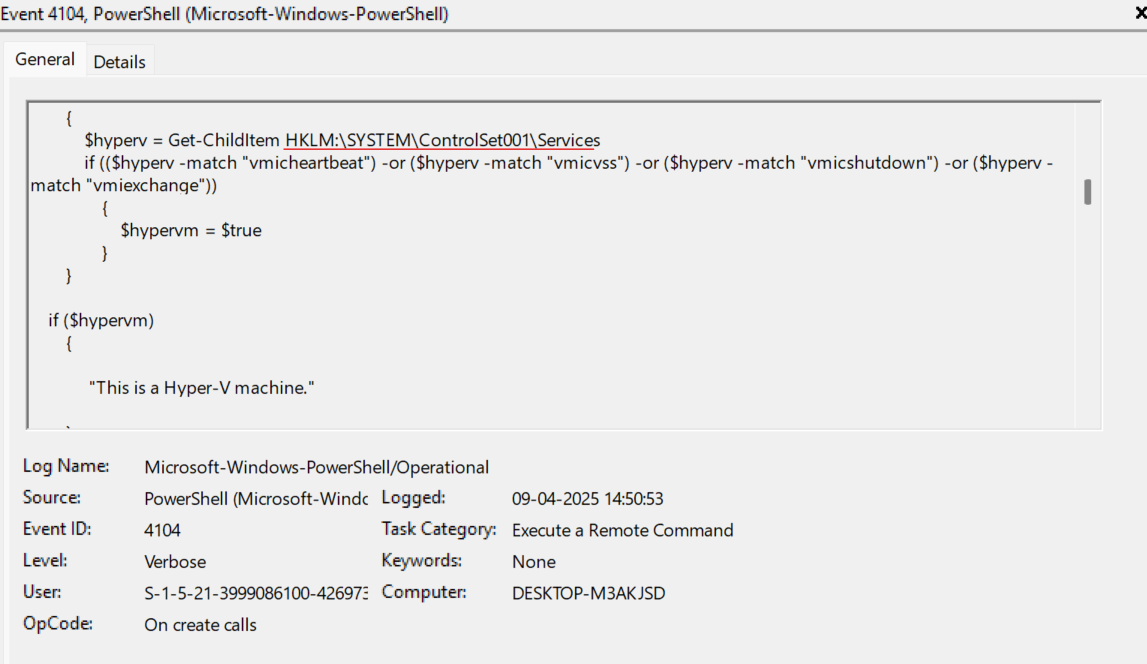 Event 4104, PowerShell (Microsoft-Windows-PowerShell)
General Details
{
$hyperv = Get-ChildItem HKLM:\SYSTEM\ControlSet001\Services
if (($hyperv -match "vmicheartbeat") -or ($hyperv -match "vmicvss") -or ($hyperv -match "vmicshutdown") -or ($hyperv -
match "vmiexchange"))
{
$hypervm = $true
}
}
if ($hypervm)
{
"This is a Hyper-V machine."
Log Name: Microsoft-Windows-PowerShell/Operational
Source: PowerShell (Microsoft-Windo Logged: 09-04-2025 14:50:53
Event ID: 4104 Task Category: Execute a Remote Command
Level: Verbose Keywords: None
User: S-1-5-21-3999086100-426973 Computer: DESKTOP-M3AKJSD
OpCode: On create calls